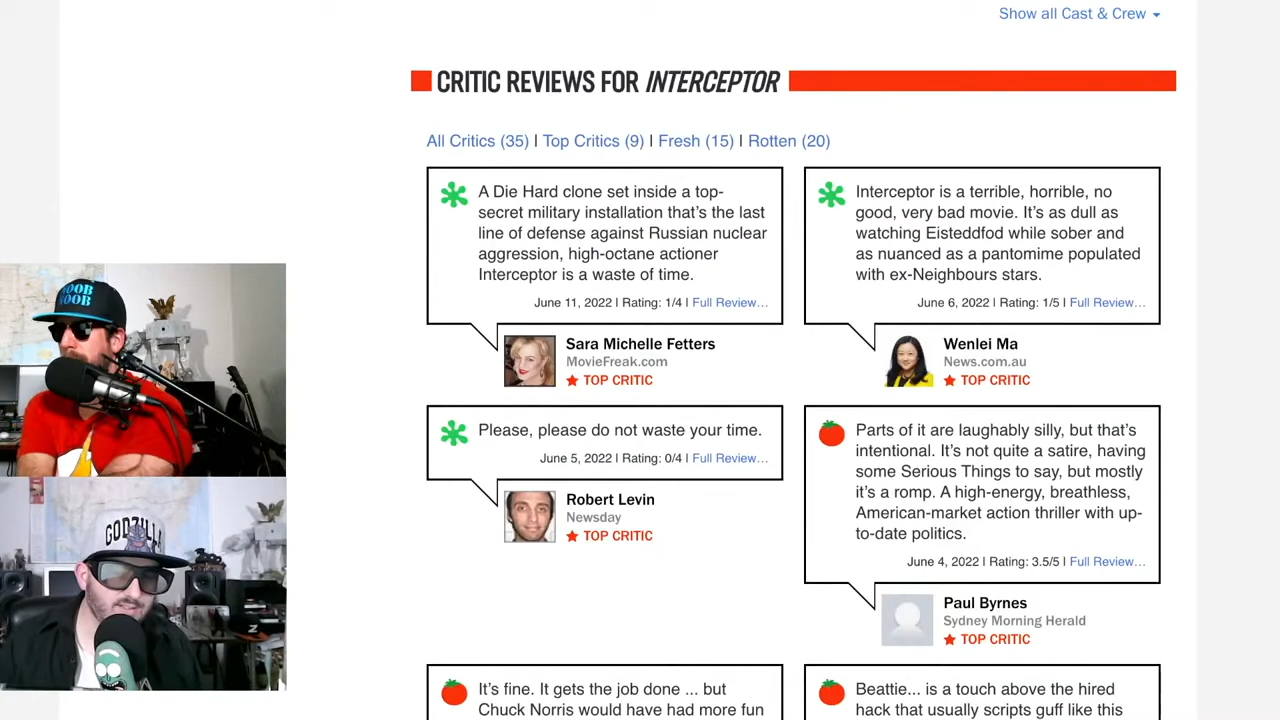 Show all Cast & Crew
CRITIC REVIEWS FOR INTERCEPTOR
All Critics (35) | Top Critics (9) | Fresh (15) | Rotten (20)
A Die Hard clone set inside a top-
secret military installation that's the last
line of defense against Russian nuclear
aggression, high-octane actioner
Interceptor is a waste of time.
June 11, 2022 | Rating: 1/4 | Full Review...
Sara Michelle Fetters
MovieFreak.com
TOP CRITIC
Interceptor is a terrible, horrible, no
good, very bad movie. It's as dull as
watching Eisteddfod while sober and
as nuanced as a pantomime populated
with ex-Neighbours stars.
June 6, 2022 | Rating: 1/5 | Full Review...
Wenlei Ma
News.com.au
TOP CRITIC
Please, please do not waste your time.
June 5, 2022 | Rating: 0/4 | Full Review...
Robert Levin
Newsday
TOP CRITIC
Parts of it are laughably silly, but that's
intentional. It's not quite a satire, having
some Serious Things to say, but mostly
it's a romp. A high-energy, breathless,
American-market action thriller with up-
to-date politics.
June 4, 2022 | Rating: 3.5/5 | Full Review...
Paul Byrnes
Sydney Morning Herald
TOP CRITIC
It's fine. It gets the job done ... but
Chuck Norris would have had more fun
Beattie... is a touch above the hired
hack that usually scripts guff like this
NOOB
NOOB
GODZILLA